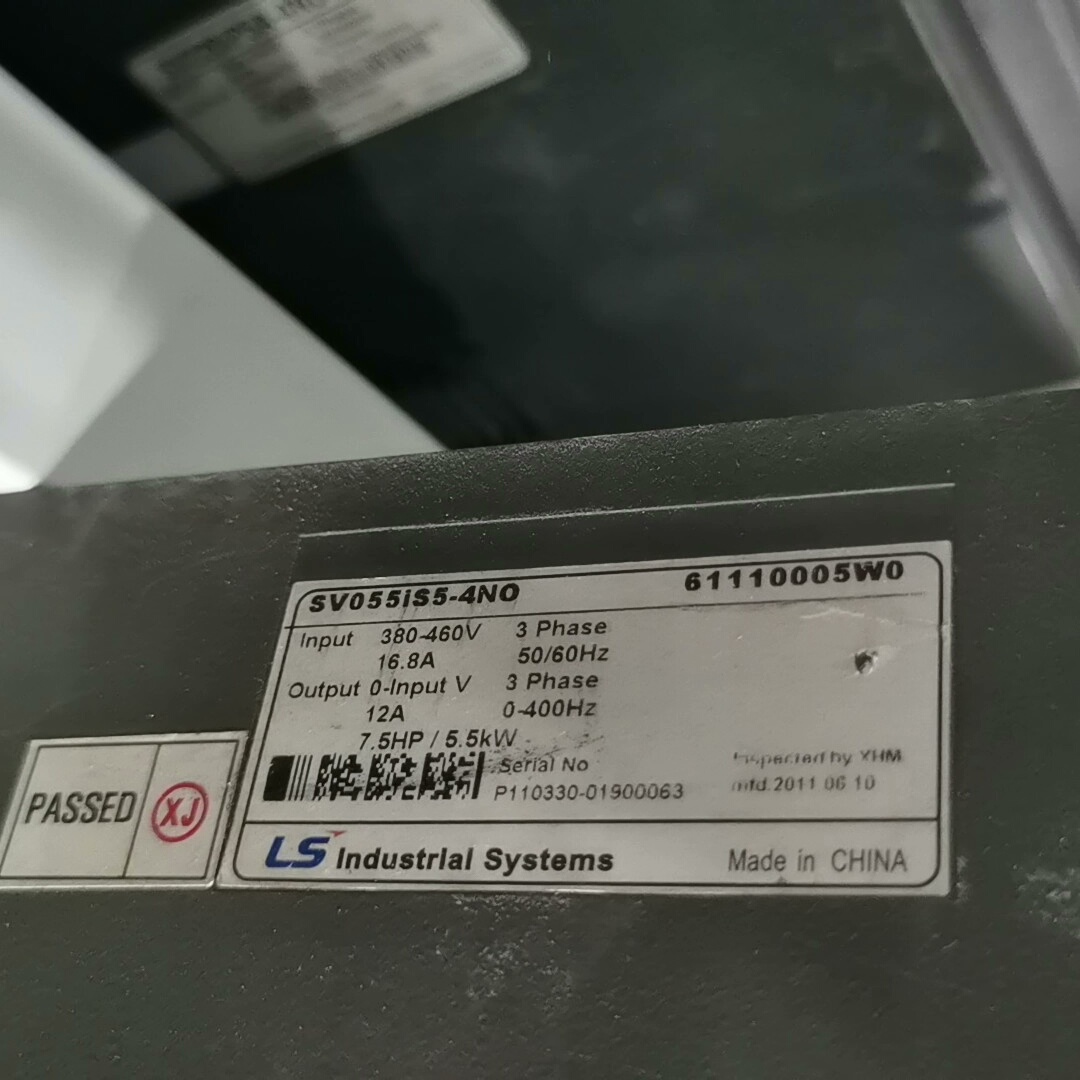 SV055iS5-4NO 61110005W0
Input 380-460V 3 Phase
16.8A 50/60Hz
Output 0-Input V 3 Phase
12A 0-400Hz
7.5HP / 5.5kW
Serial No Inspected by XHM
P110330-01900063 mfd.2011 06 10
PASSED XJ
LS Industrial Systems Made in CHINA